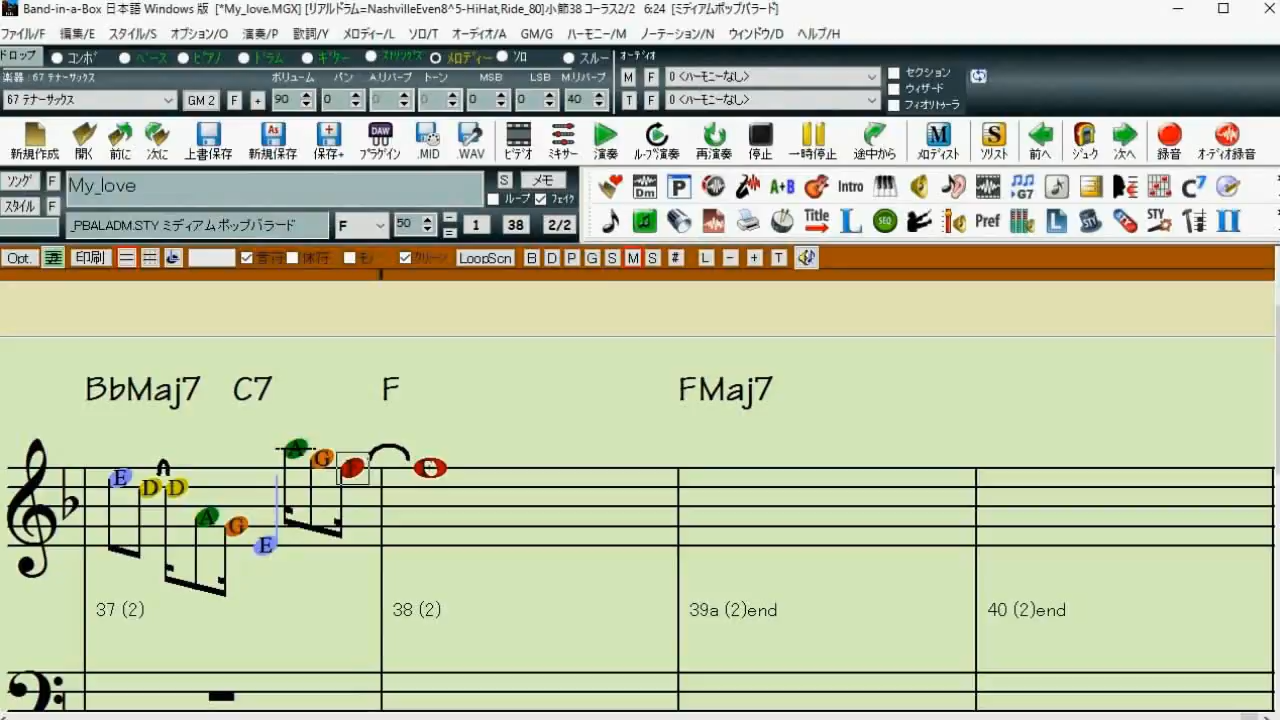 Band-in-a-Box 日本語 Windows 版 [*My_love.MGX] [リアルドラム=NashvilleEven8^5-HiHat,Ride_80]小節38 コーラス2/2 6:24 [ミディアムポップバラード]
ファイル/F 編集/E スタイル/S オプション/O 演奏/P 歌詞/Y メロディー/L ソロ/T オーディオ/A GM/G ハーモニー/M ノーテーション/N ウィンドウ/D ヘルプ/H
ドロップ コンボ ベース ピアノ ドラム ギター ストリングス メロディー ソロ スルー オーディオ
楽器:67 テナーサックス ボリューム パン A.リバーブ トーン MSB LSB M.リバーブ M F 0 <ハーモニーなし> セクション
ウィザード
67 テナーサックス GM 2 F + 90 0 0 0 0 0 40 T F 0 <ハーモニーなし> フィオリトゥーラ
新規作成 開く 前に 次に 上書保存 新規保存 保存+ プラグイン .MID .WAV ビデオ ミキサー 演奏 ループ演奏 再演奏 停止 一時停止 途中から メロディスト ソリスト 前へ ジューク 次へ 録音 オーディオ録音
ソング F My_love S メモ
ループ フェイク
スタイル F _PBALADM.STY ミディアム ポップバラード F 50 1 38 2/2
Intro A+B Title Pref STY
Opt. 印刷 音符 休符 モノ クリーン LoopScn B D P G S M S # L - + T
BbMaj7 C7 F FMaj7
E D D A G E A G F
37 (2) 38 (2) 39a (2)end 40 (2)end